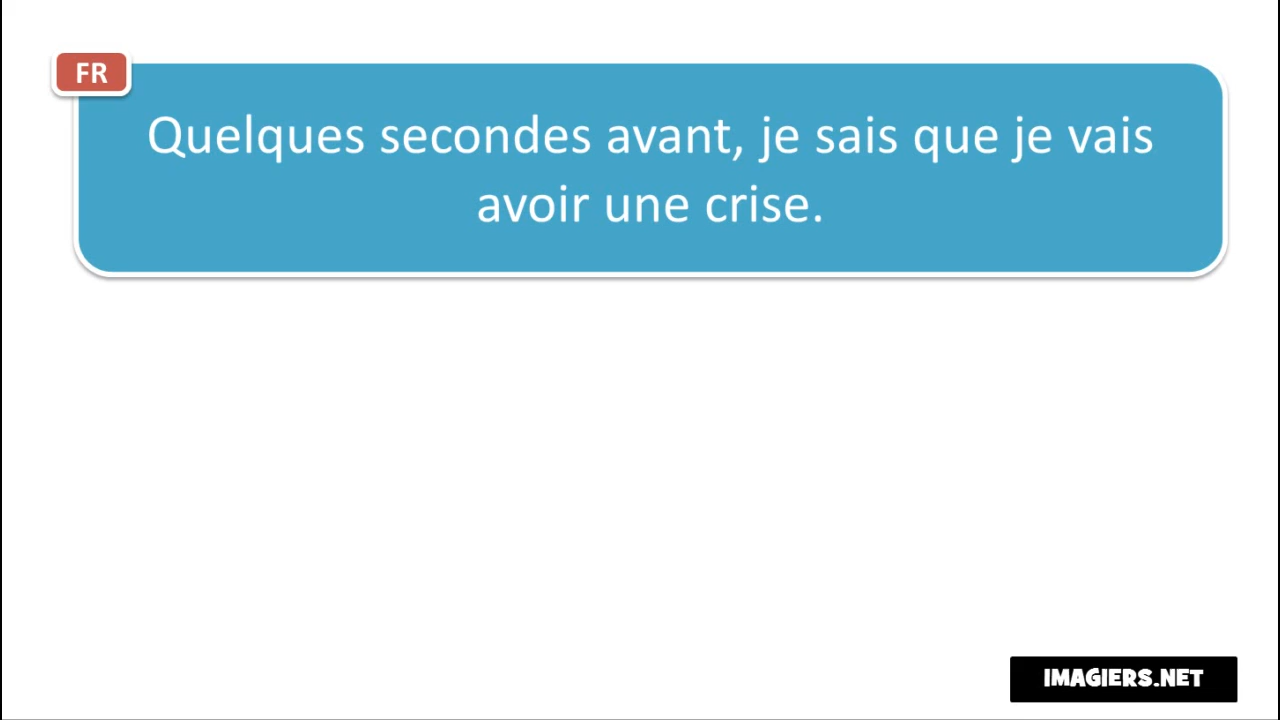 FR
Quelques secondes avant, je sais que je vais
avoir une crise.
IMAGIERS.NET